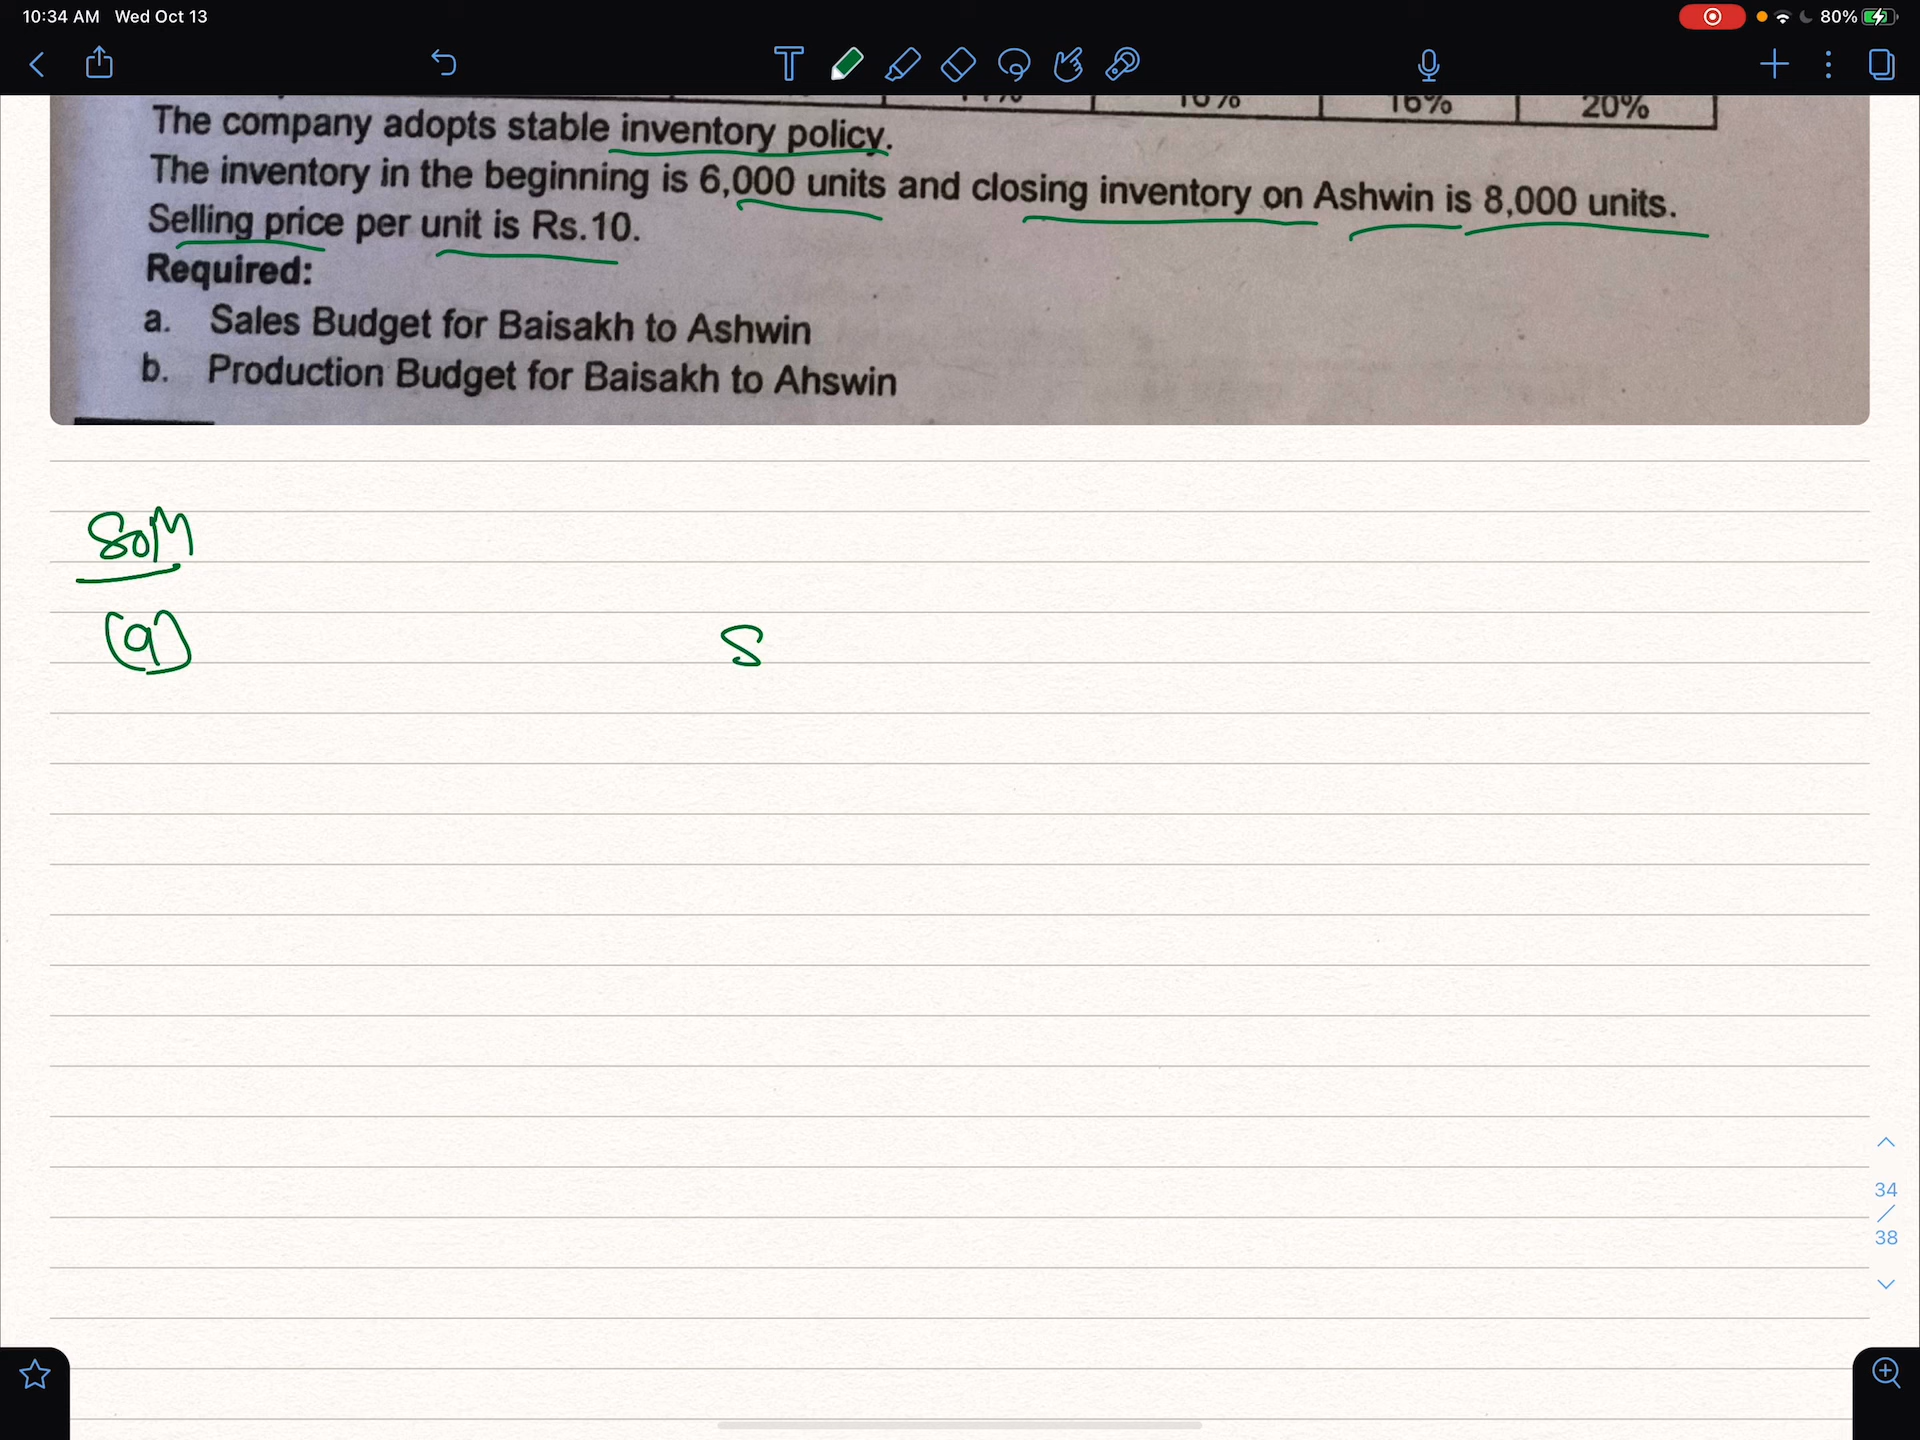 10:34 AM Wed Oct 13
80%
16% 20%
The company adopts stable inventory policy.
The inventory in the beginning is 6,000 units and closing inventory on Ashwin is 8,000 units.
Selling price per unit is Rs.10.
Required:
a. Sales Budget for Baisakh to Ashwin
b. Production Budget for Baisakh to Ahswin
(a) S
34
/
38